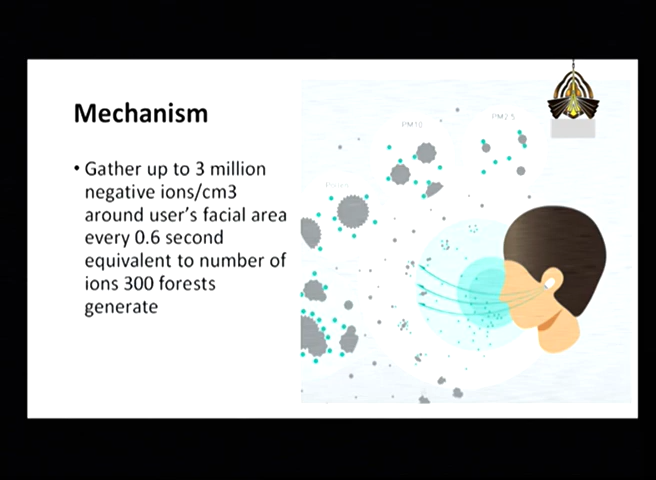 Mechanism
• Gather up to 3 million
negative ions/cm3
around user's facial area
every 0.6 second
equivalent to number of
ions 300 forests
generate
PM10
PM2.5